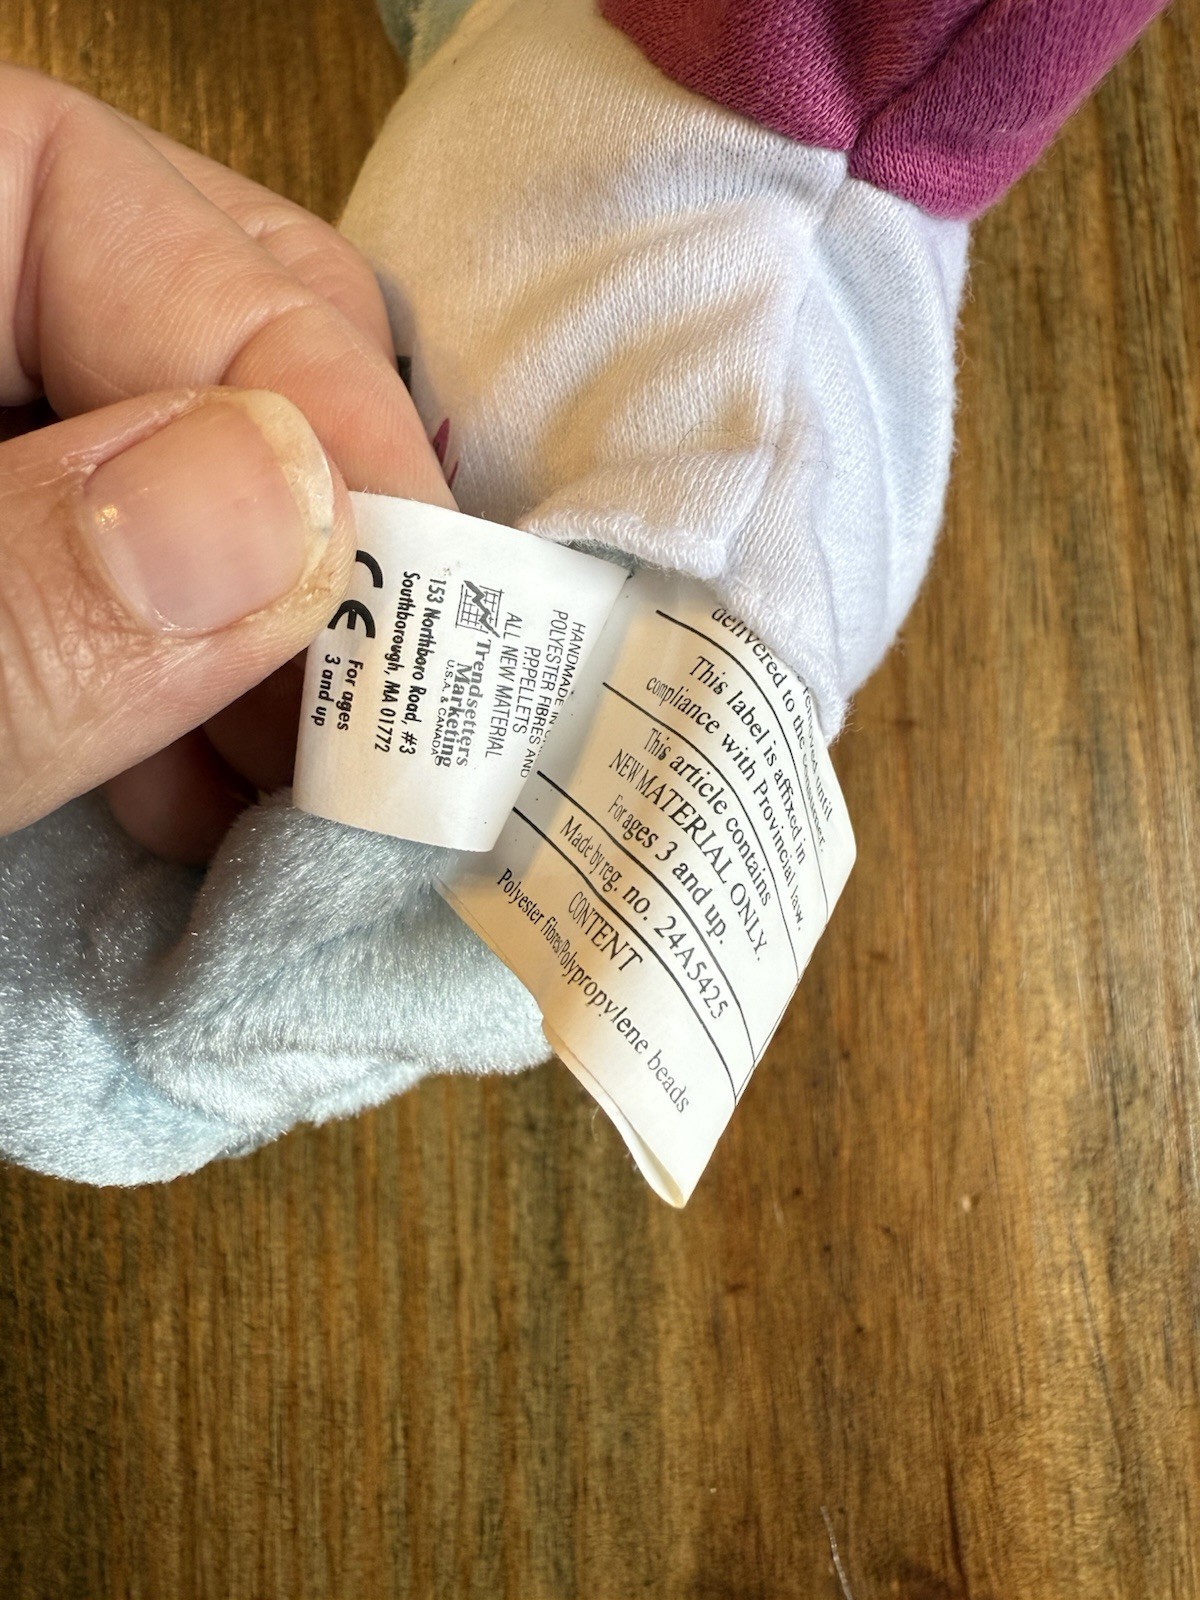 HANDMADE IN
POLYESTER FIBRES AND
P.P.PELLETS
ALL NEW MATERIAL
Trendsetters
Marketing
U.S.A. & CANADA
153 Northboro Road, #3
Southborough, MA 01772
CE
For ages
3 and up
until
delivered to the consumer.
This label is affixed in
compliance with Provincial law.
This article contains
NEW MATERIAL ONLY.
For ages 3 and up.
Made by reg. no. 24A5425
CONTENT
Polyester fibres/Polypropylene beads